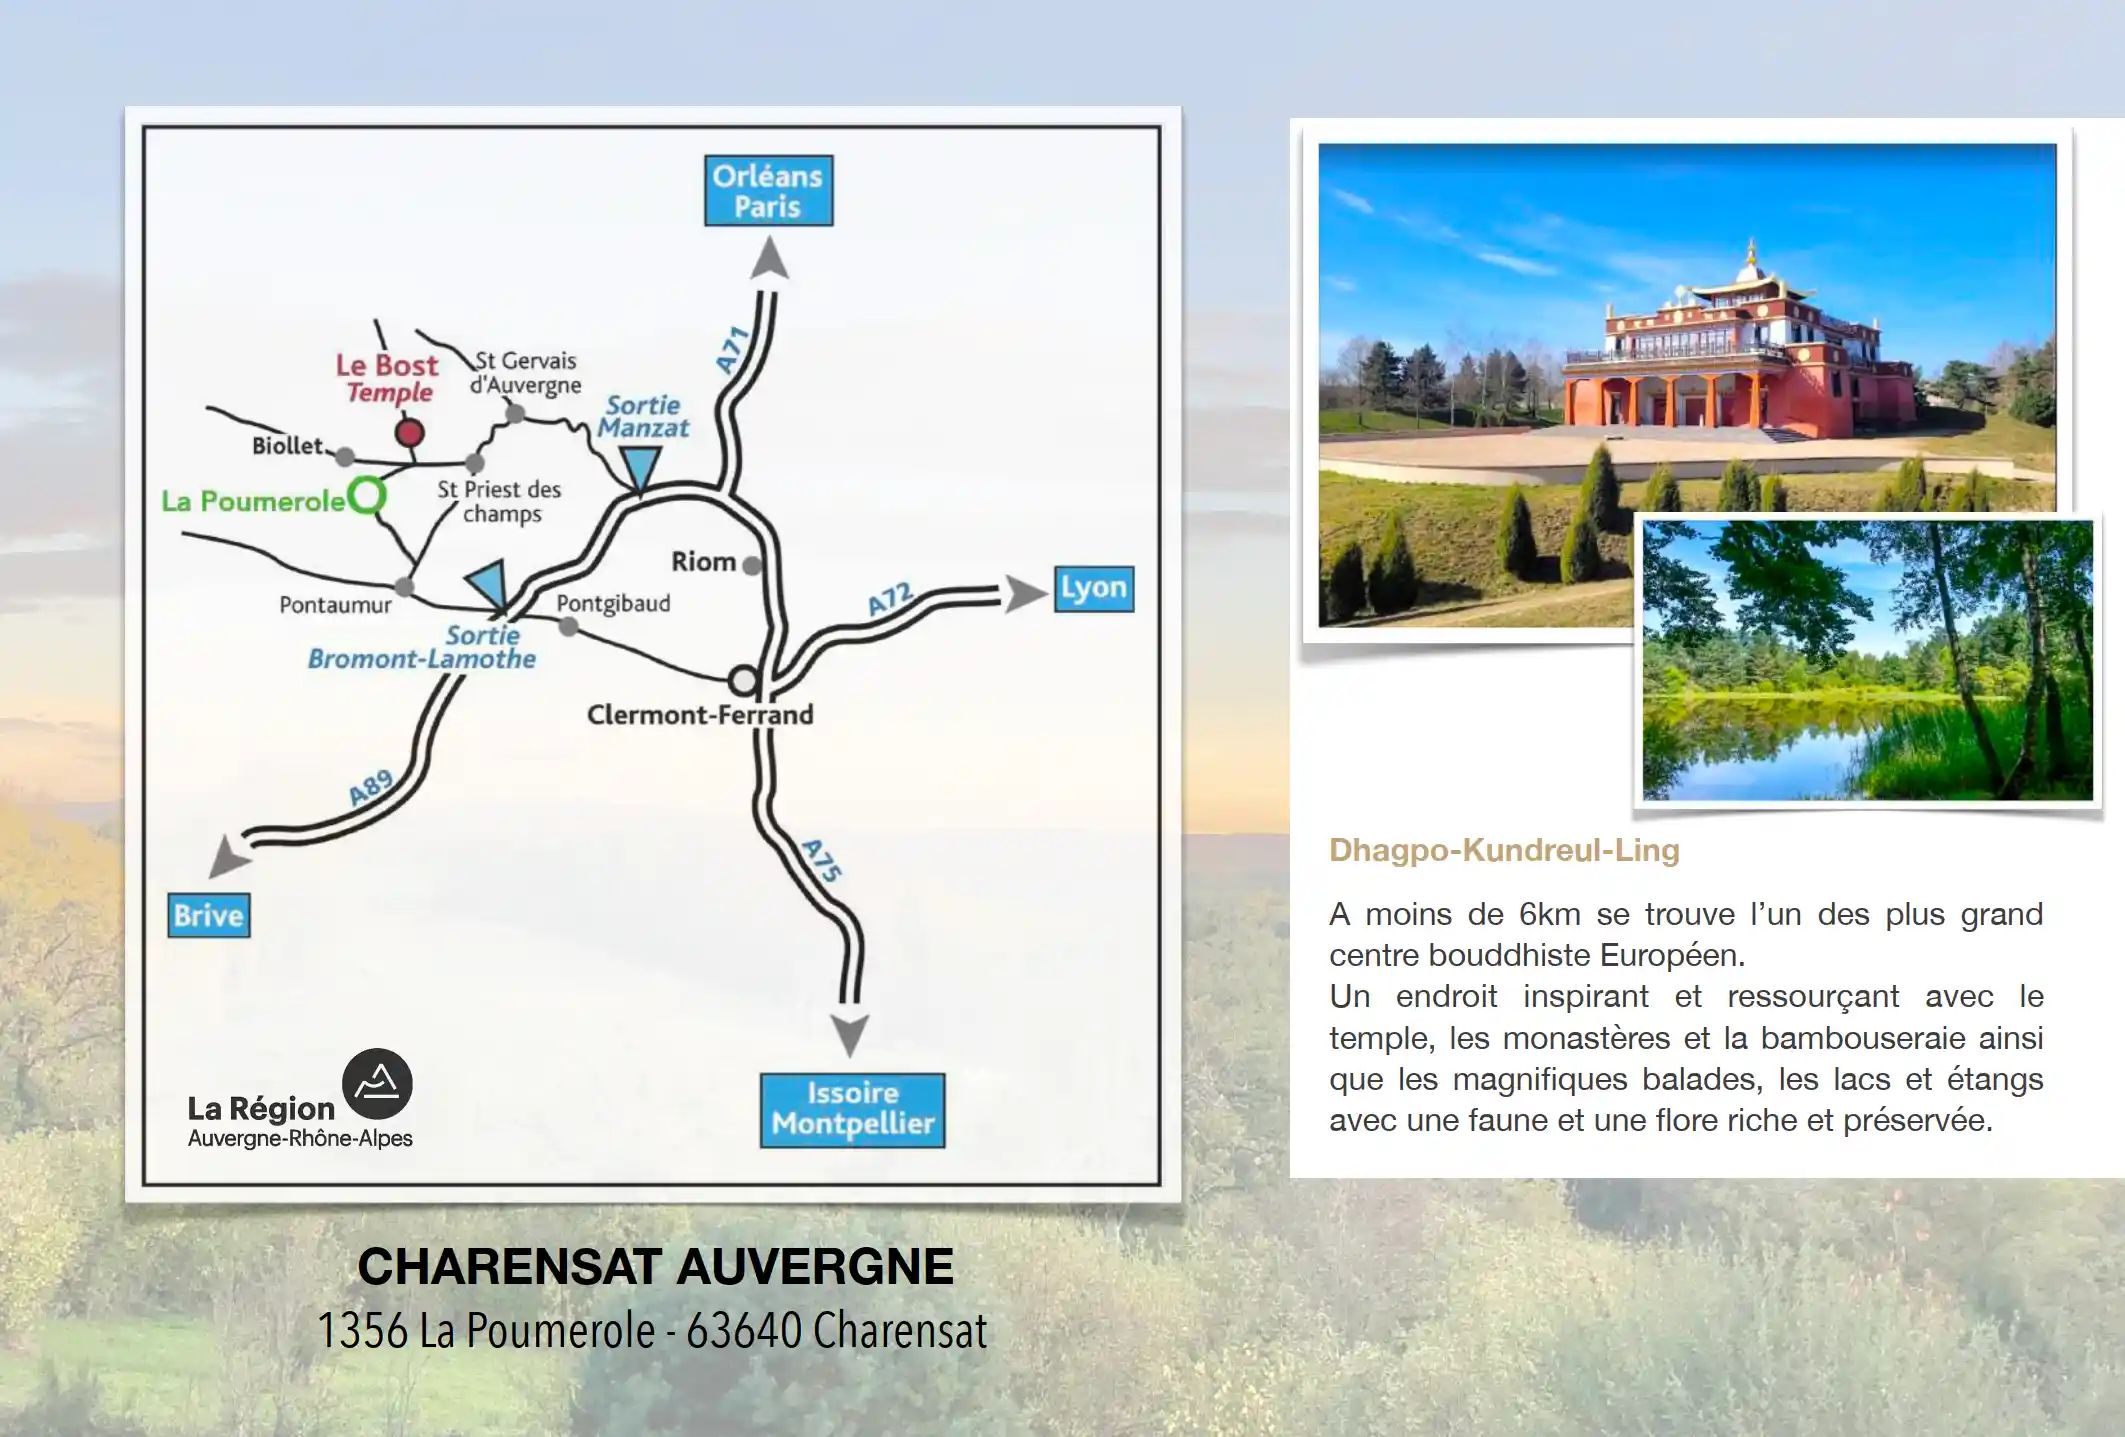 Orléans
Paris
A71
Le Bost
Temple
St Gervais
d'Auvergne
Sortie
Manzat
Biollet
La Poumerole
St Priest des
champs
Riom
A72
Lyon
Pontaumur
Pontgibaud
Sortie
Bromont-Lamothe
Clermont-Ferrand
A89
A75
Brive
Issoire
Montpellier
La Région
Auvergne-Rhône-Alpes
CHARENSAT AUVERGNE
1356 La Poumerole - 63640 Charensat
Dhagpo-Kundreul-Ling
A moins de 6km se trouve l’un des plus grand
centre bouddhiste Européen.
Un endroit inspirant et ressourçant avec le
temple, les monastères et la bambouseraie ainsi
que les magnifiques balades, les lacs et étangs
avec une faune et une flore riche et préservée.